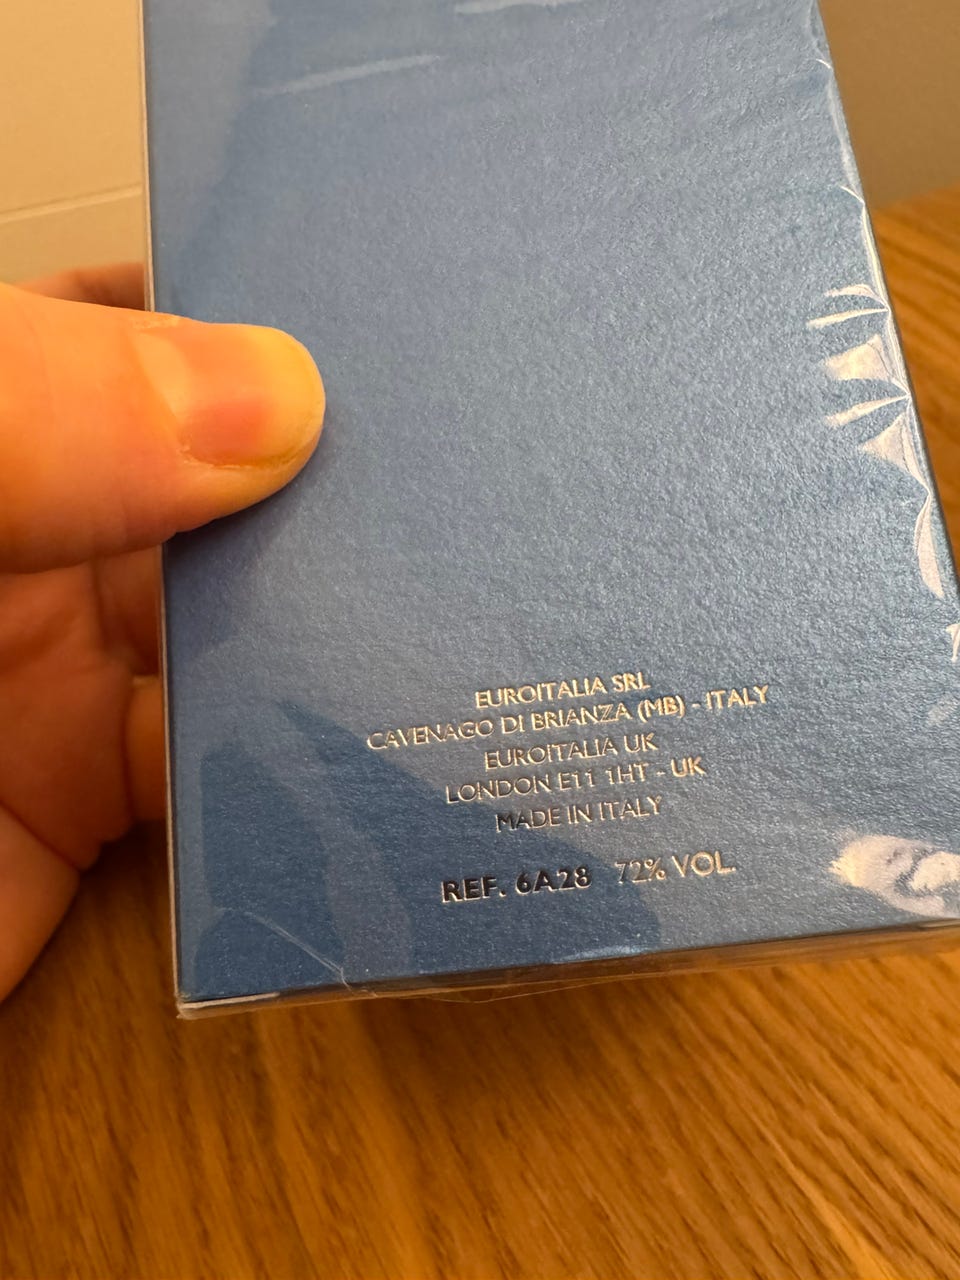 EUROITALIA SRL
CAVENAGO DI BRIANZA (MB) - ITALY
EUROITALIA UK
LONDON E11 1HT - UK
MADE IN ITALY
REF. 6A28 72% VOL.